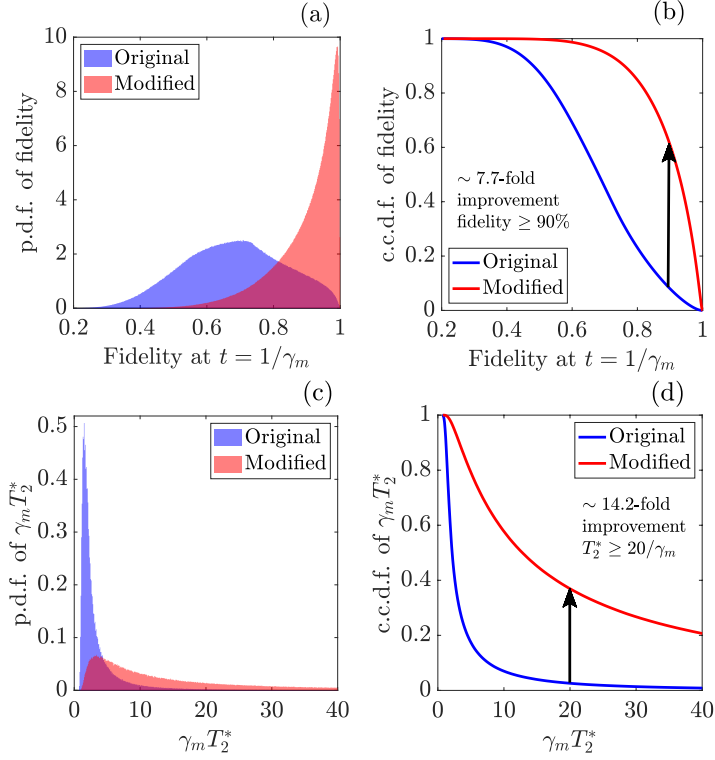 (a)
10
8
6
4
2
0
p.d.f. of fidelity
Original
Modified
0.2 0.4 0.6 0.8 1
Fidelity at t = 1/γₘ
(b)
1
0.8
0.6
0.4
0.2
0
c.c.d.f. of fidelity
∼ 7.7-fold
improvement
fidelity ≥ 90%
Original
Modified
0.2 0.4 0.6 0.8 1
Fidelity at t = 1/γₘ
(c)
0.5
0.4
0.3
0.2
0.1
0
p.d.f. of γₘT₂*
Original
Modified
0 10 20 30 40
γₘT₂*
(d)
1
0.8
0.6
0.4
0.2
0
c.c.d.f. of γₘT₂*
Original
Modified
∼ 14.2-fold
improvement
T₂* ≥ 20/γₘ
0 10 20 30 40
γₘT₂*